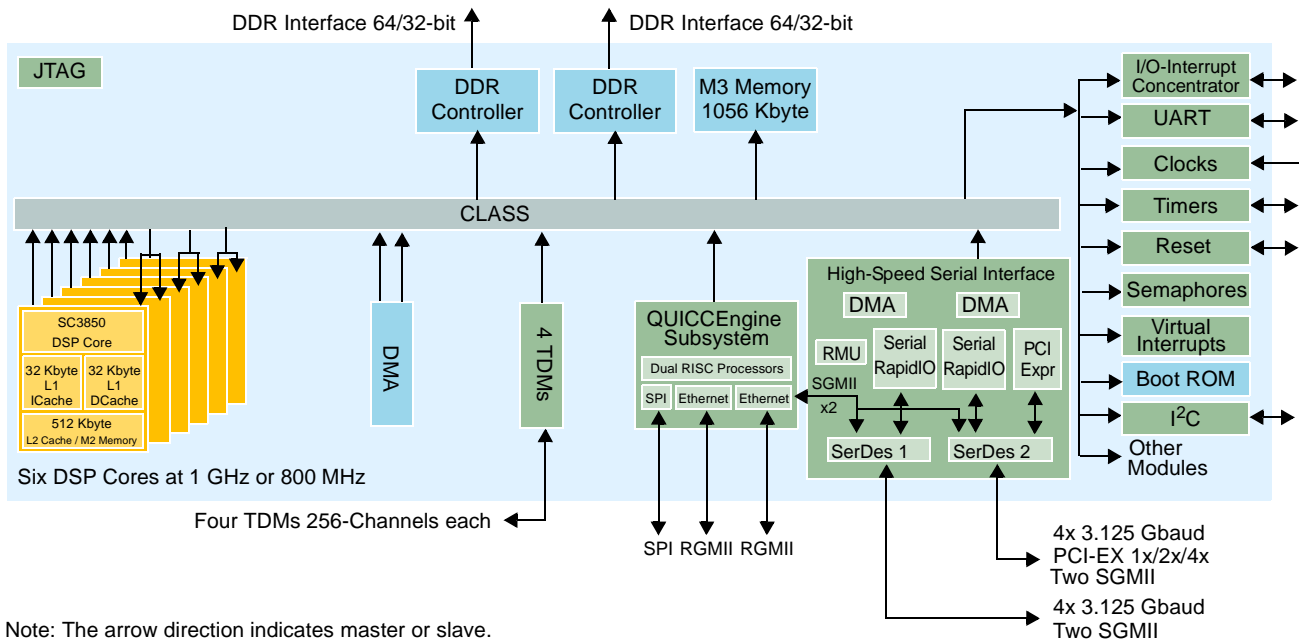 DDR Interface 64/32-bit
DDR Interface 64/32-bit
JTAG
DDR
Controller
DDR
Controller
M3 Memory
1056 Kbyte
I/O-Interrupt
Concentrator
UART
Clocks
Timers
Reset
Semaphores
Virtual
Interrupts
Boot ROM
I2C
Other
Modules
CLASS
SC3850
DSP Core
32 Kbyte
L1
ICache
32 Kbyte
L1
DCache
512 Kbyte
L2 Cache / M2 Memory
Six DSP Cores at 1 GHz or 800 MHz
DMA
4 TDMs
Four TDMs 256-Channels each
QUICCEngine
Subsystem
Dual RISC Processors
SPI
Ethernet
Ethernet
SPI
RGMII
RGMII
SGMII
x2
High-Speed Serial Interface
DMA
DMA
RMU
Serial
RapidIO
Serial
RapidIO
PCI
Expr
SerDes 1
SerDes 2
4x 3.125 Gbaud
PCI-EX 1x/2x/4x
Two SGMII
4x 3.125 Gbaud
Two SGMII
Note: The arrow direction indicates master or slave.